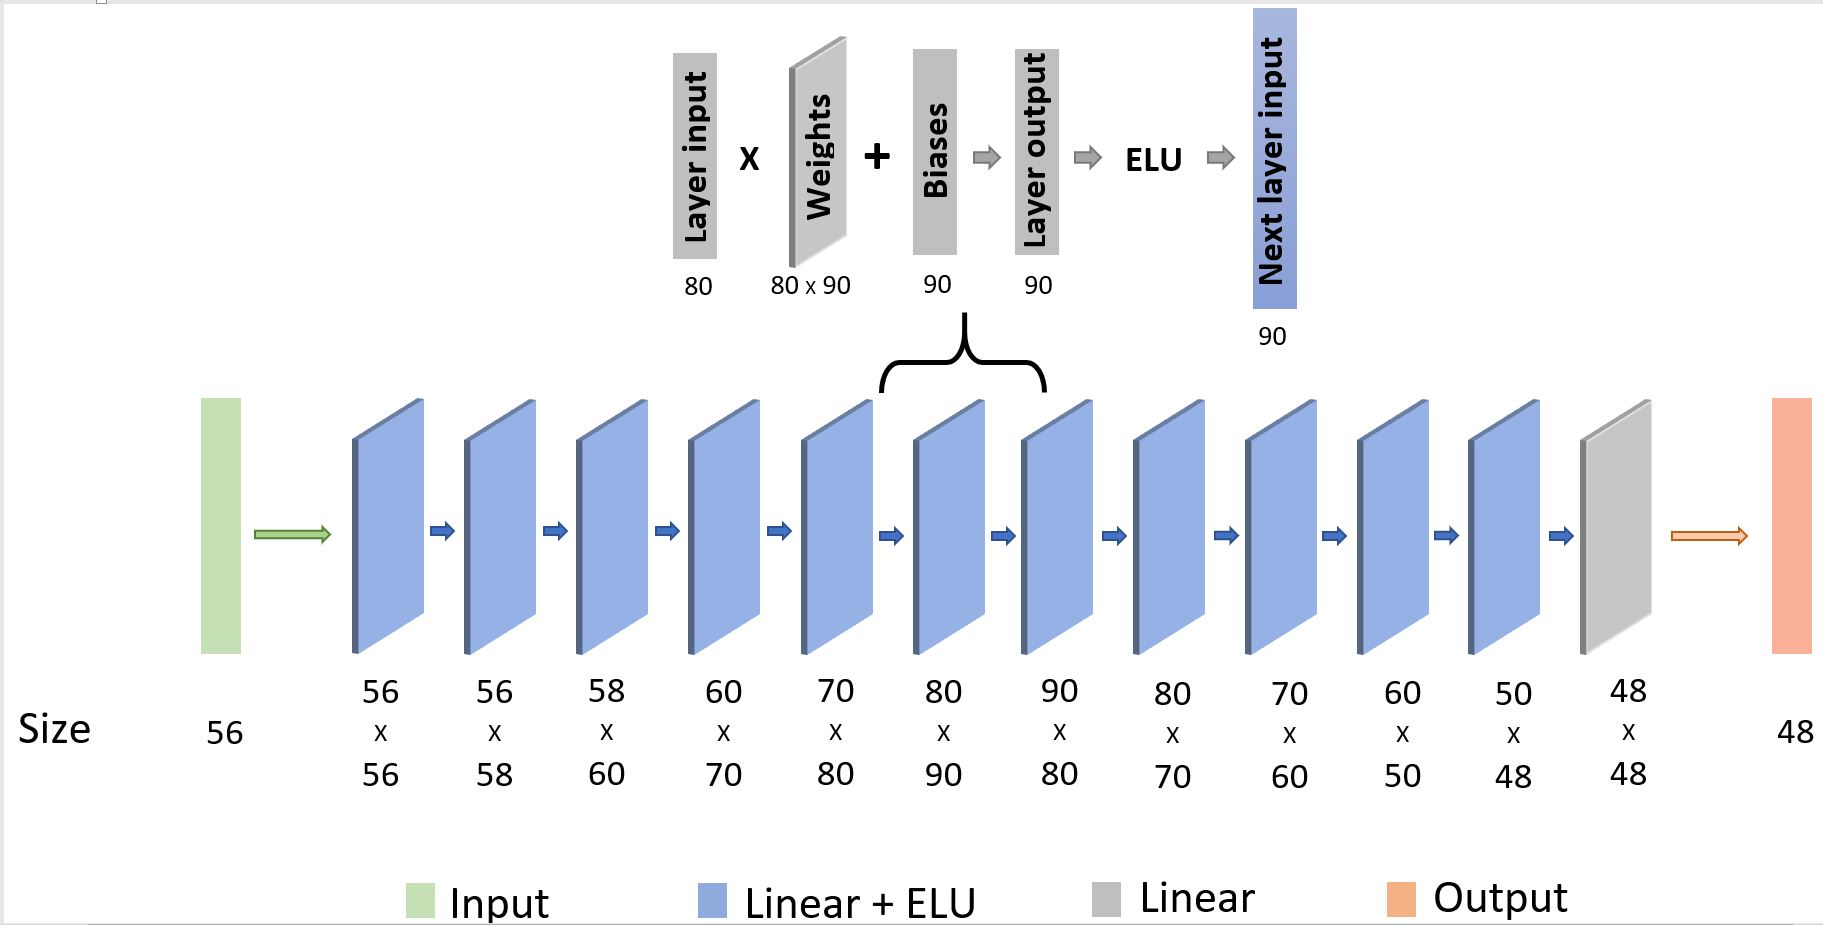 Layer input
X
Weights
+
Biases
Layer output
ELU
Next layer input
80
80 x 90
90
90
90
Size
56
56 x 56
56 x 58
58 x 60
60 x 70
70 x 80
80 x 90
90 x 80
80 x 70
70 x 60
60 x 50
50 x 48
48 x 48
48
Input
Linear + ELU
Linear
Output